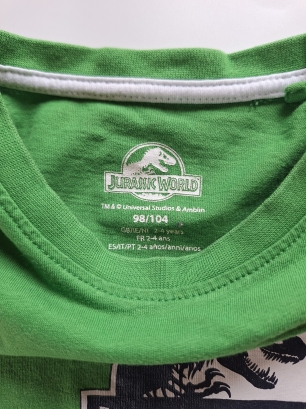 JURASSIC WORLD
TM & © Universal Studios & Amblin
98/104
GB/IE/NL 2-4 years
FR 2-4 ans
ES/IT/PT 2-4 años/anni/anos